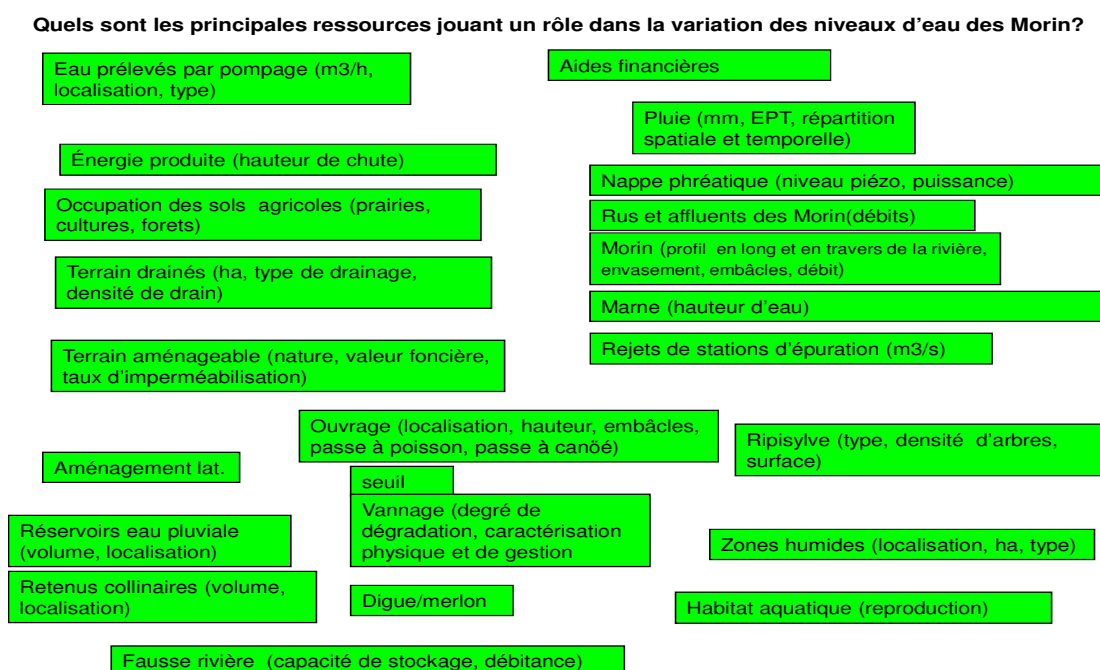 Quels sont les principales ressources jouant un rôle dans la variation des niveaux d'eau des Morin?
Eau prélevés par pompage (m3/h,
localisation, type)
Aides financières
Pluie (mm, EPT, répartition
spatiale et temporelle)
Énergie produite (hauteur de chute)
Nappe phréatique (niveau piézo, puissance)
Occupation des sols  agricoles (prairies,
cultures, forets)
Rus et affluents des Morin(débits)
Morin (profil  en long et en travers de la rivière,
envasement, embâcles, débit)
Terrain drainés (ha, type de drainage,
densité de drain)
Marne (hauteur d'eau)
Terrain aménageable (nature, valeur foncière,
taux d'imperméabilisation)
Rejets de stations d'épuration (m3/s)
Ouvrage (localisation, hauteur, embâcles,
passe à poisson, passe à canöé)
Ripisylve (type, densité  d'arbres,
surface)
Aménagement lat.
seuil
Vannage (degré de
dégradation, caractérisation
physique et de gestion
Réservoirs eau pluviale
(volume, localisation)
Zones humides (localisation, ha, type)
Retenus collinaires (volume,
localisation)
Digue/merlon
Habitat aquatique (reproduction)
Fausse rivière  (capacité de stockage, débitance)